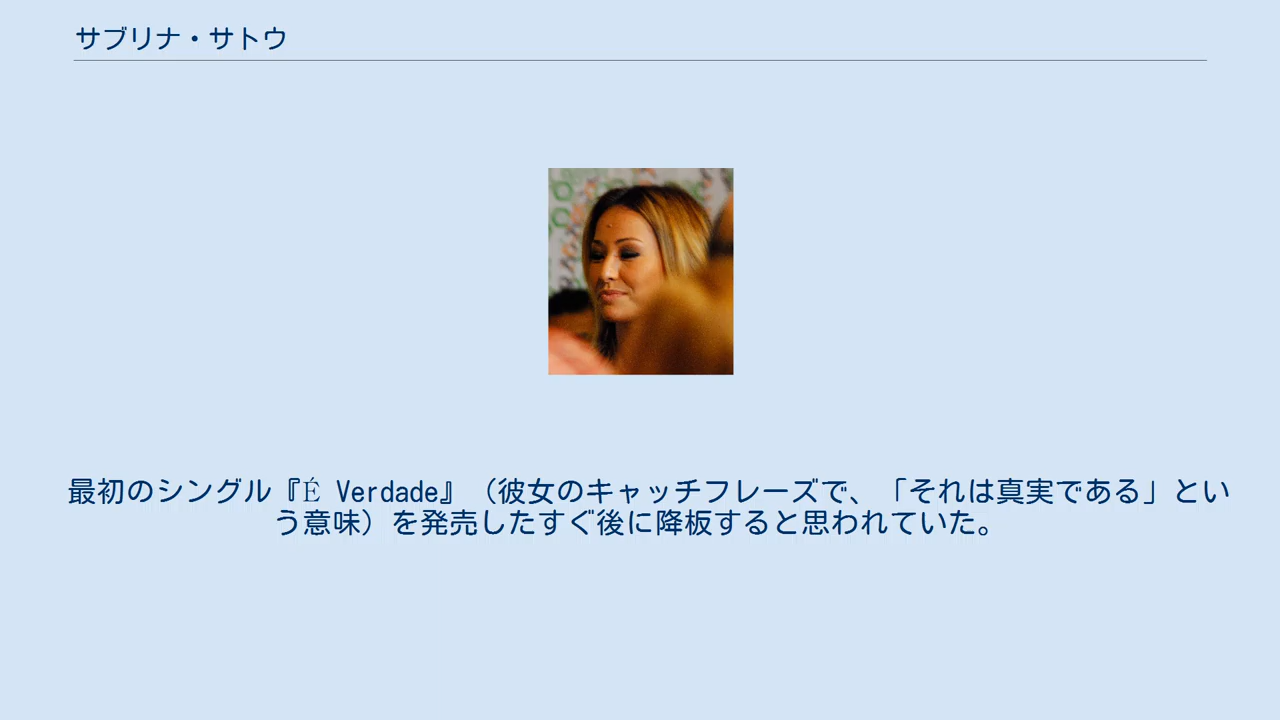 サブリナ・サトウ
最初のシングル『É Verdade』（彼女のキャッチフレーズで、「それは真実である」とい
う意味）を発売したすぐ後に降板すると思われていた。